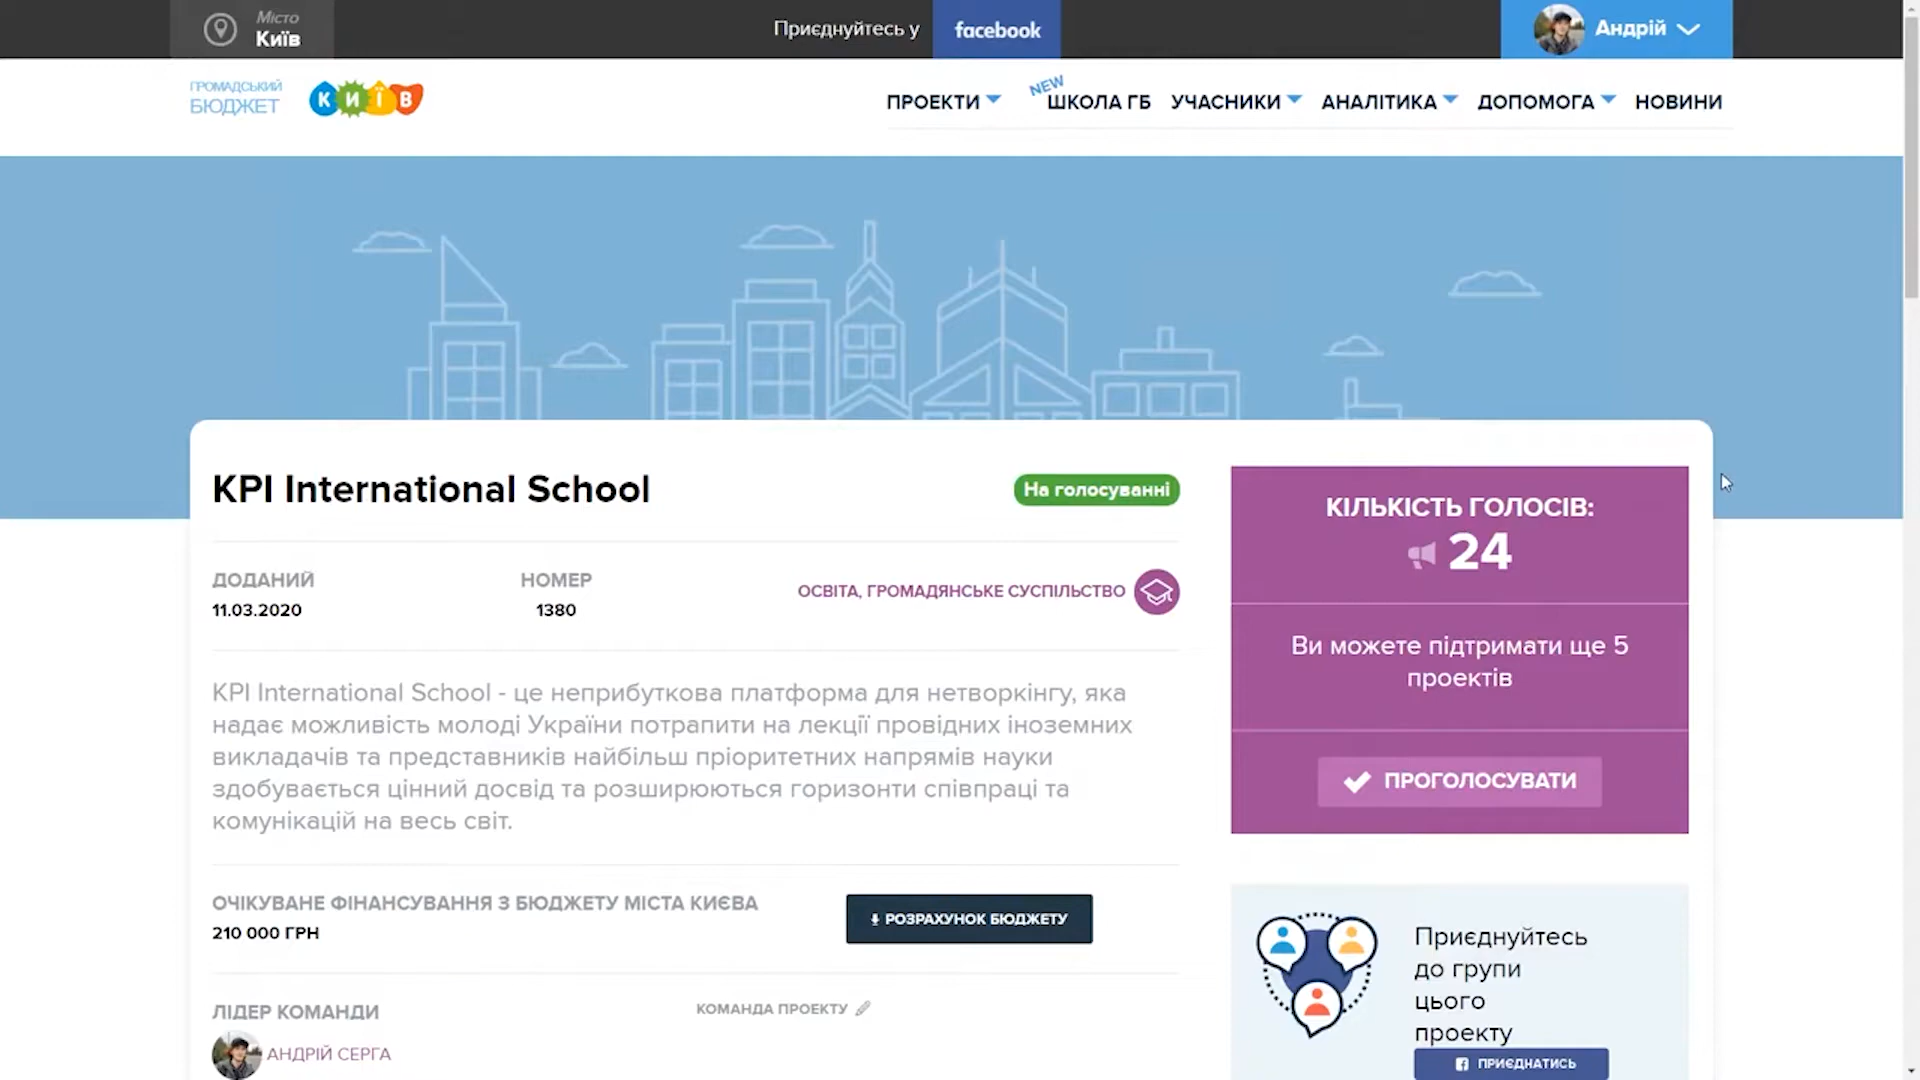 Місто
Київ
Приєднуйтесь у
facebook
Андрій
ГРОМАДСЬКИЙ
БЮДЖЕТ
КИЇВ
ПРОЕКТИ
NEW
ШКОЛА ГБ
УЧАСНИКИ
АНАЛІТИКА
ДОПОМОГА
НОВИНИ
KPI International School
На голосуванні
ДОДАНИЙ
11.03.2020
НОМЕР
1380
ОСВІТА, ГРОМАДЯНСЬКЕ СУСПІЛЬСТВО
KPI International School - це неприбуткова платформа для нетворкінгу, яка
надає можливість молоді України потрапити на лекції провідних іноземних
викладачів та представників найбільш пріоритетних напрямів науки
здобувається цінний досвід та розширюються горизонти співпраці та
комунікацій на весь світ.
ОЧІКУВАНЕ ФІНАНСУВАННЯ З БЮДЖЕТУ МІСТА КИЄВА
210 000 ГРН
РОЗРАХУНОК БЮДЖЕТУ
ЛІДЕР КОМАНДИ
АНДРІЙ СЕРГА
КОМАНДА ПРОЕКТУ
КІЛЬКІСТЬ ГОЛОСІВ:
24
Ви можете підтримати ще 5
проектів
ПРОГОЛОСУВАТИ
Приєднуйтесь
до групи
цього
проекту
ПРИЄДНАТИСЬ